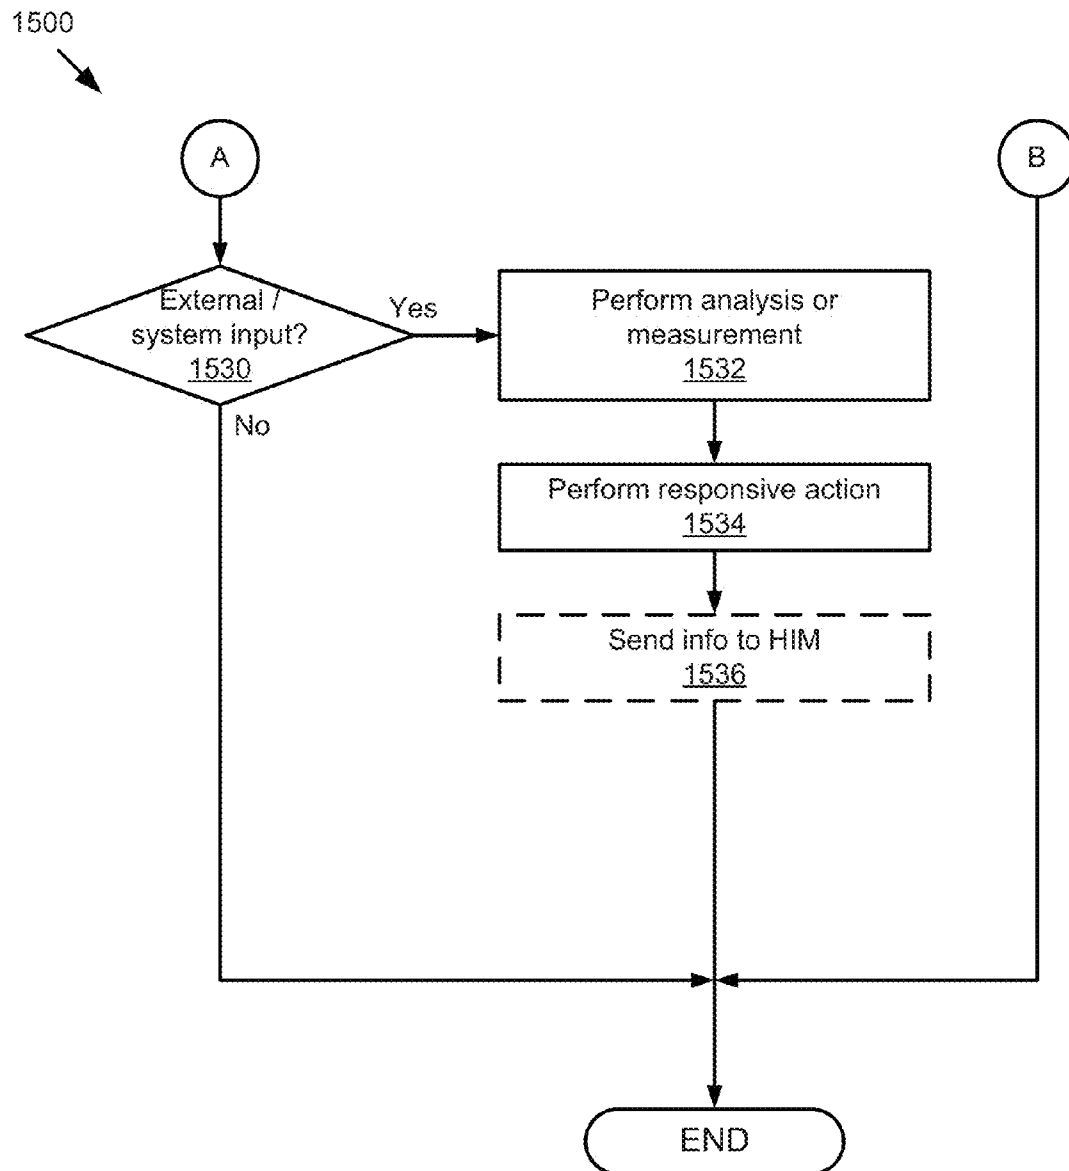 1500
A
B
External /
system input?
1530
Yes
No
Perform analysis or
measurement
1532
Perform responsive action
1534
Send info to HIM
1536
END